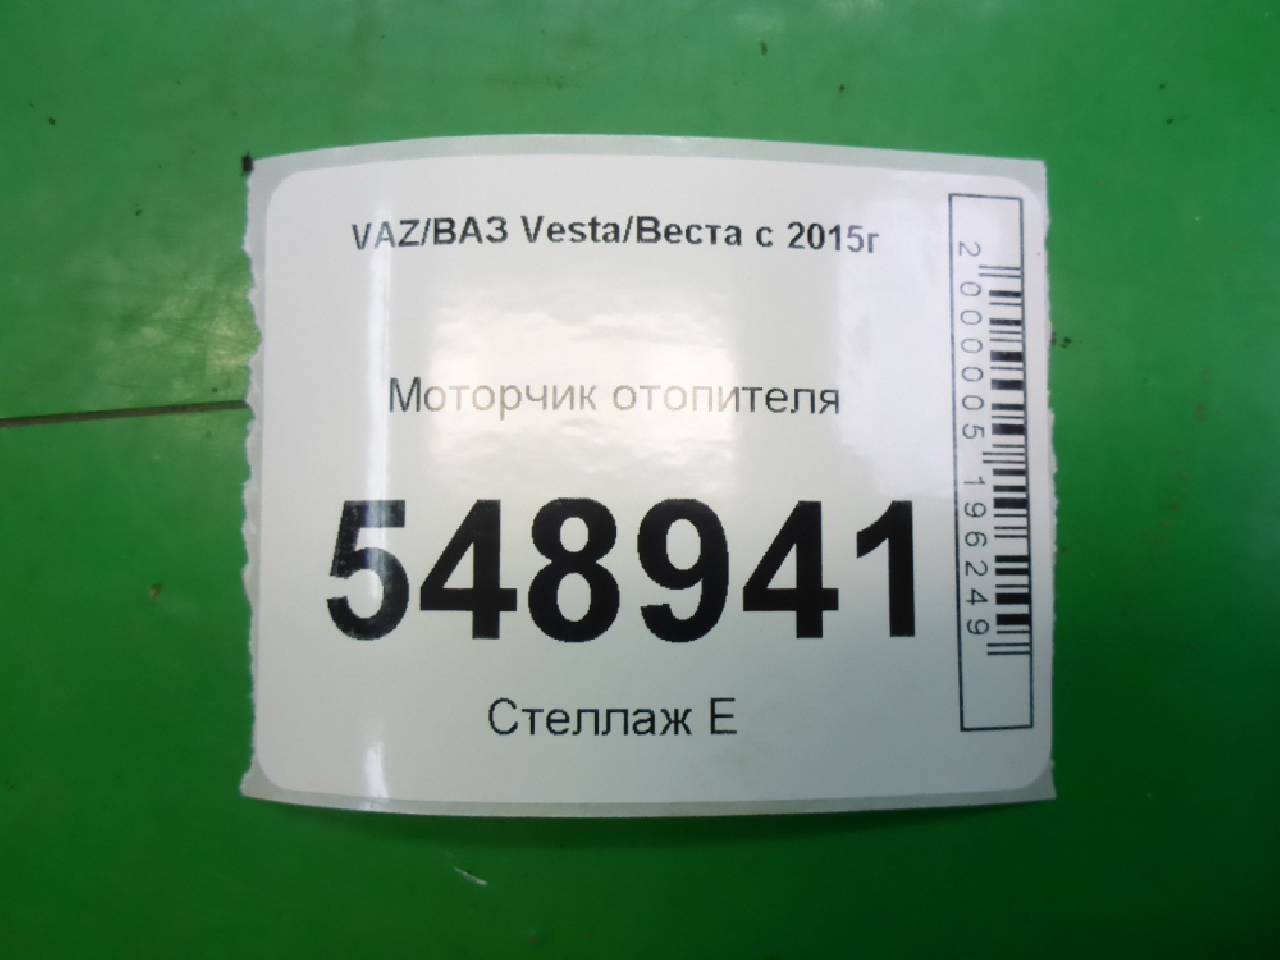 VAZ/ВАЗ Vesta/Веста с 2015г
Моторчик отопителя
548941
Стеллаж Е
2000005196249